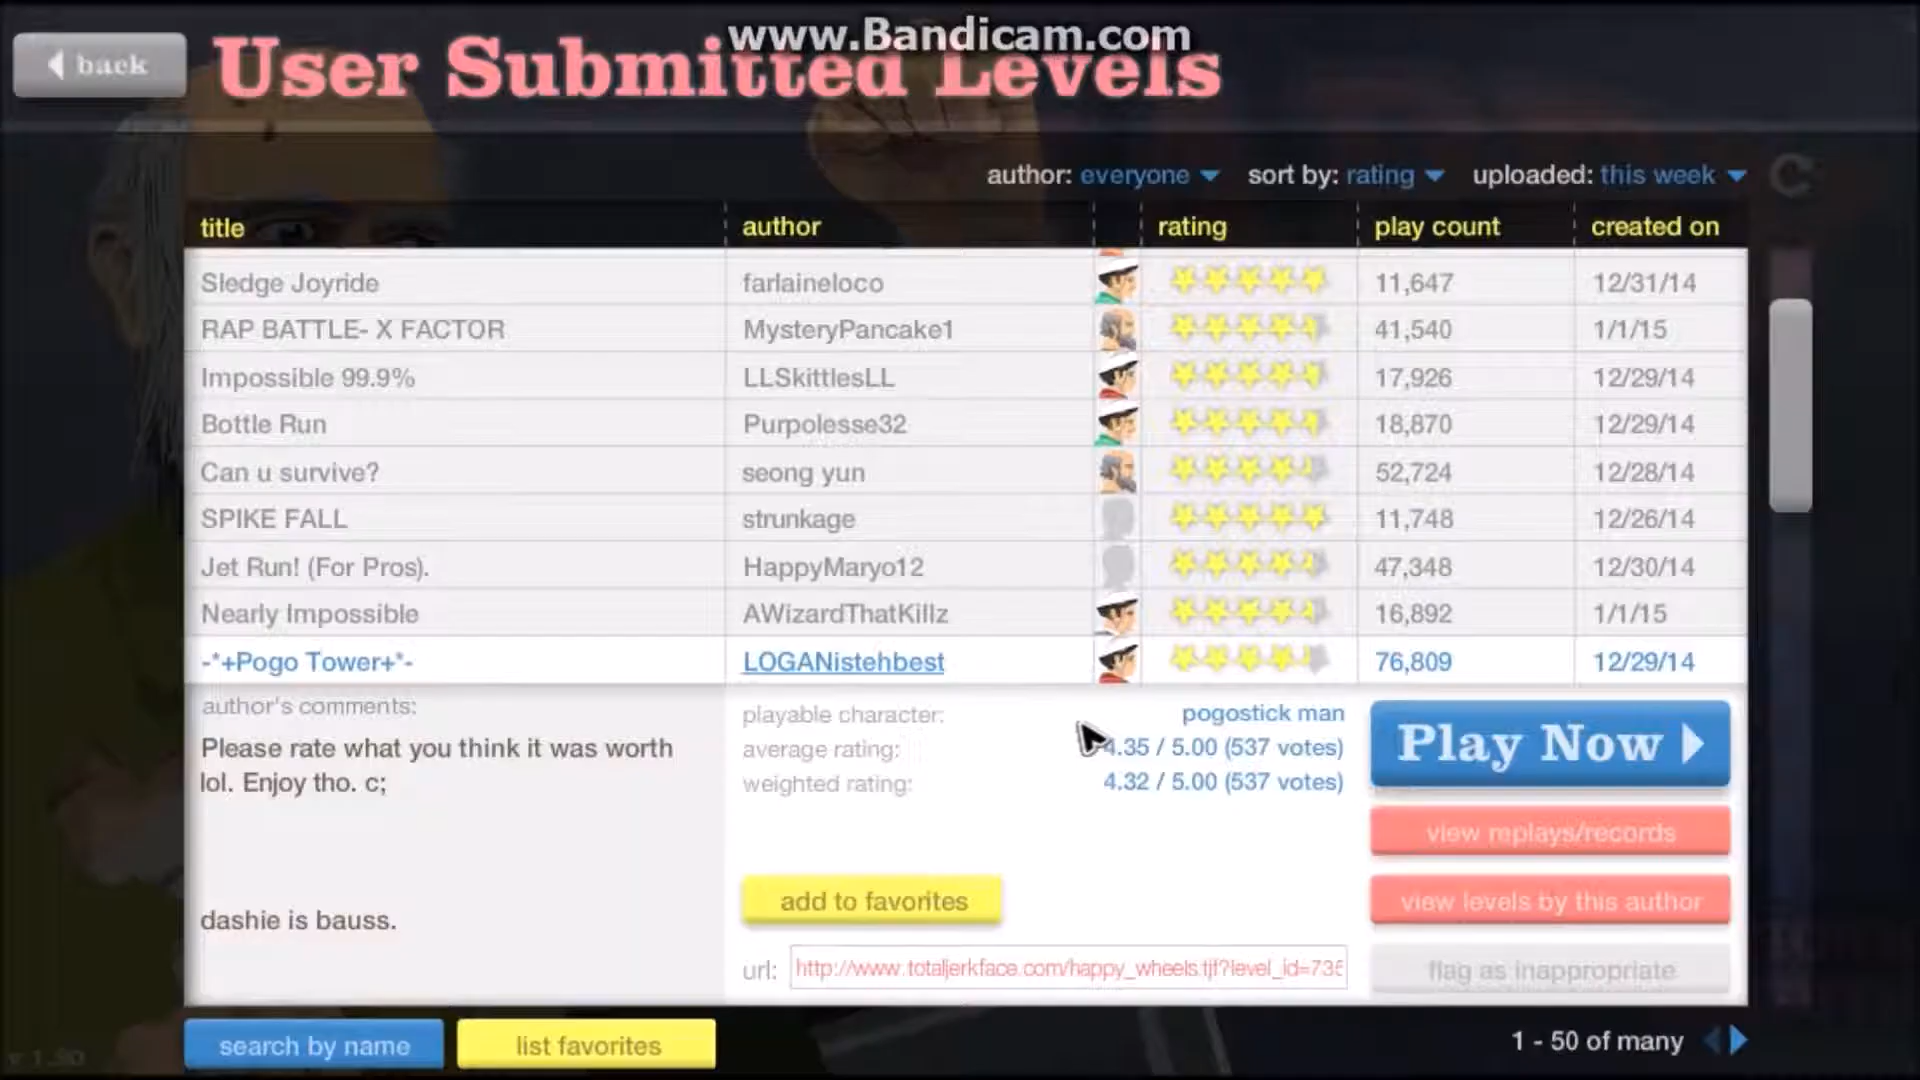 www.Bandicam.com
back
User Submitted Levels
author: everyone sort by: rating uploaded: this week
title author rating play count created on
Sledge Joyride farlaineloco 11,647 12/31/14
RAP BATTLE- X FACTOR MysteryPancake1 41,540 1/1/15
Impossible 99.9% LLSkittlesLL 17,926 12/29/14
Bottle Run Purpolesse32 18,870 12/29/14
Can u survive? seong yun 52,724 12/28/14
SPIKE FALL strunkage 11,748 12/26/14
Jet Run! (For Pros). HappyMaryo12 47,348 12/30/14
Nearly Impossible AWizardThatKillz 16,892 1/1/15
-*+Pogo Tower+*- LOGANistehbest 76,809 12/29/14
author's comments:
Please rate what you think it was worth
lol. Enjoy tho. c;
dashie is bauss.
playable character: pogostick man
average rating: 4.35 / 5.00 (537 votes)
weighted rating: 4.32 / 5.00 (537 votes)
Play Now
view replays/records
add to favorites
view levels by this author
url: http://www.totaljerkface.com/happy_wheels.tjf?level_id=735
flag as inappropriate
search by name
list favorites
1 - 50 of many
v 1.50